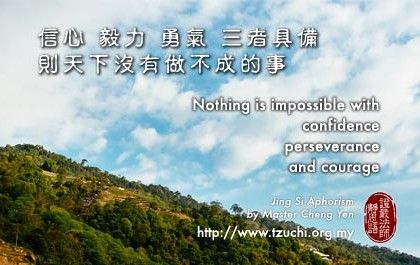 信心 毅力 勇氣 三者具備
則天下沒有做不成的事
Nothing is impossible with
confidence
perseverance
and courage
Jing Si Aphorism
by Master Cheng Yen
http://www.tzuchi.org.my